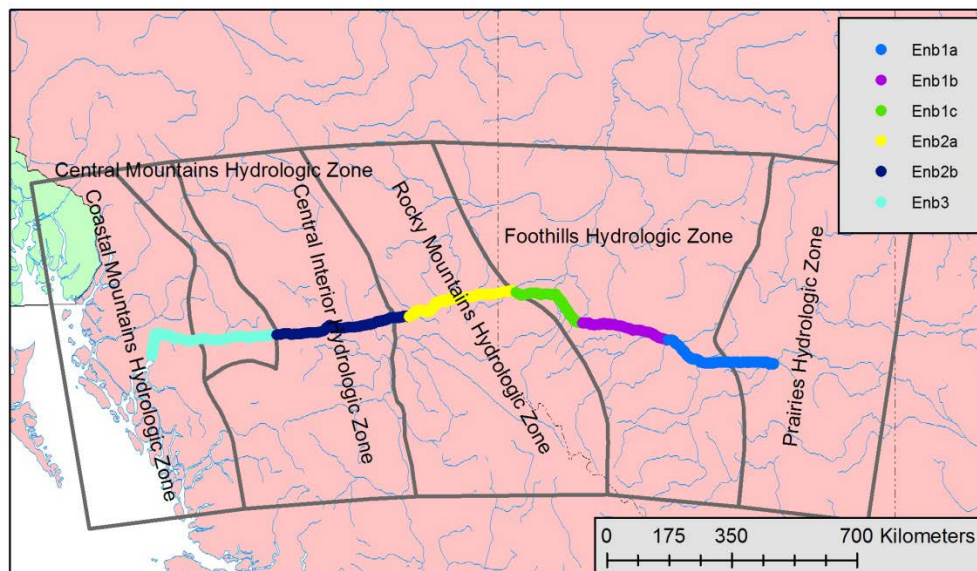 Enb1a
Enb1b
Enb1c
Enb2a
Enb2b
Enb3
Central Mountains Hydrologic Zone
Coastal Mountains Hydrologic Zone
Central Interior Hydrologic Zone
Rocky Mountains Hydrologic Zone
Foothills Hydrologic Zone
Prairies Hydrologic Zone
0 175 350 700 Kilometers